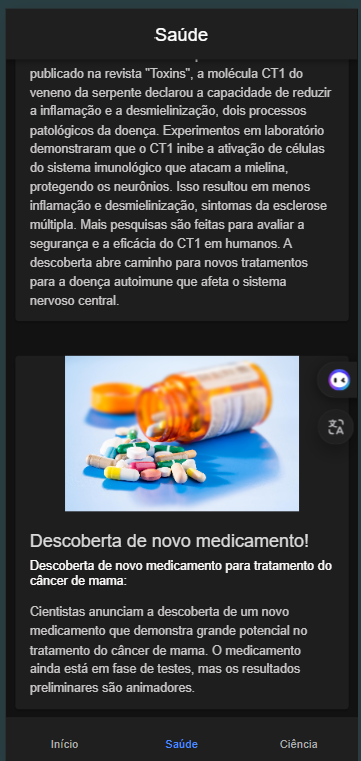 Saúde
publicado na revista "Toxins", a molécula CT1 do
veneno da serpente declarou a capacidade de reduzir
a inflamação e a desmielinização, dois processos
patológicos da doença. Experimentos em laboratório
demonstraram que o CT1 inibe a ativação de células
do sistema imunológico que atacam a mielina,
protegendo os neurônios. Isso resultou em menos
inflamação e desmielinização, sintomas da esclerose
múltipla. Mais pesquisas são feitas para avaliar a
segurança e a eficácia do CT1 em humanos. A
descoberta abre caminho para novos tratamentos
para a doença autoimune que afeta o sistema
nervoso central.
Descoberta de novo medicamento!
Descoberta de novo medicamento para tratamento do
câncer de mama:
Cientistas anunciam a descoberta de um novo
medicamento que demonstra grande potencial no
tratamento do câncer de mama. O medicamento
ainda está em fase de testes, mas os resultados
preliminares são animadores.
Início
Saúde
Ciência